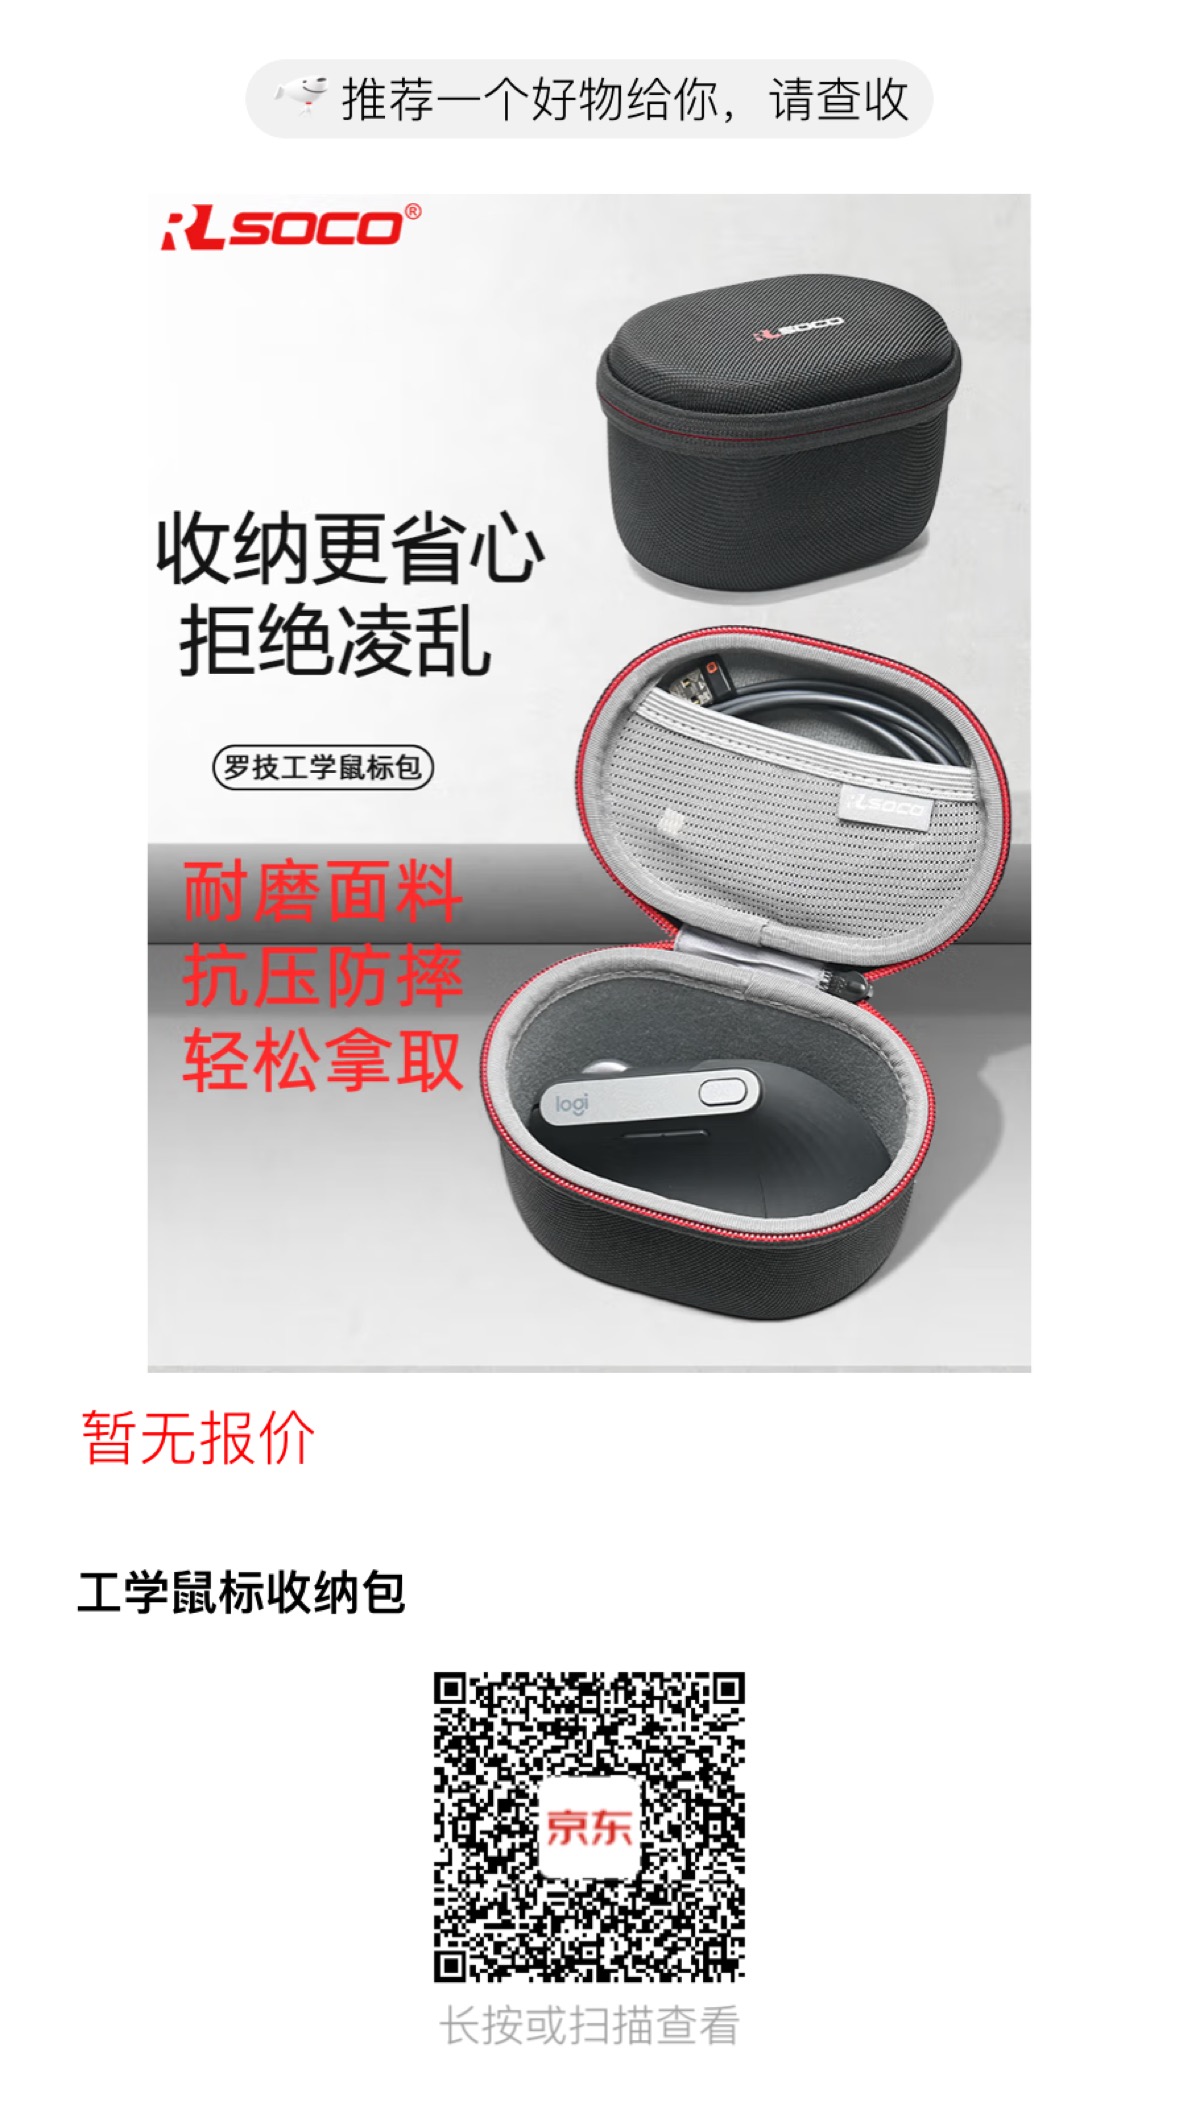 推荐一个好物给你，请查收
RLSOCO®
RLSOCO
收纳更省心
拒绝凌乱
罗技工学鼠标包
RLSOCO
耐磨面料
抗压防摔
轻松拿取
logi
暂无报价
工学鼠标收纳包
京东
长按或扫描查看